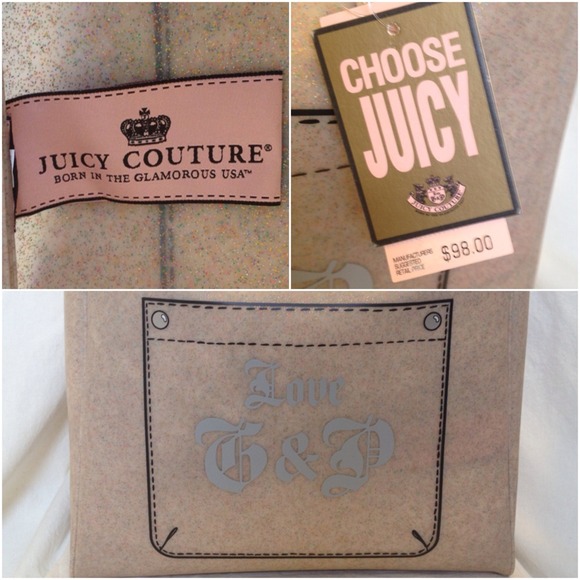 JUICY COUTURE®
BORN IN THE GLAMOROUS USA™
CHOOSE
JUICY
JUICY COUTURE
MANUFACTURERS
SUGGESTED
RETAIL PRICE
$98.00
Love
G&P